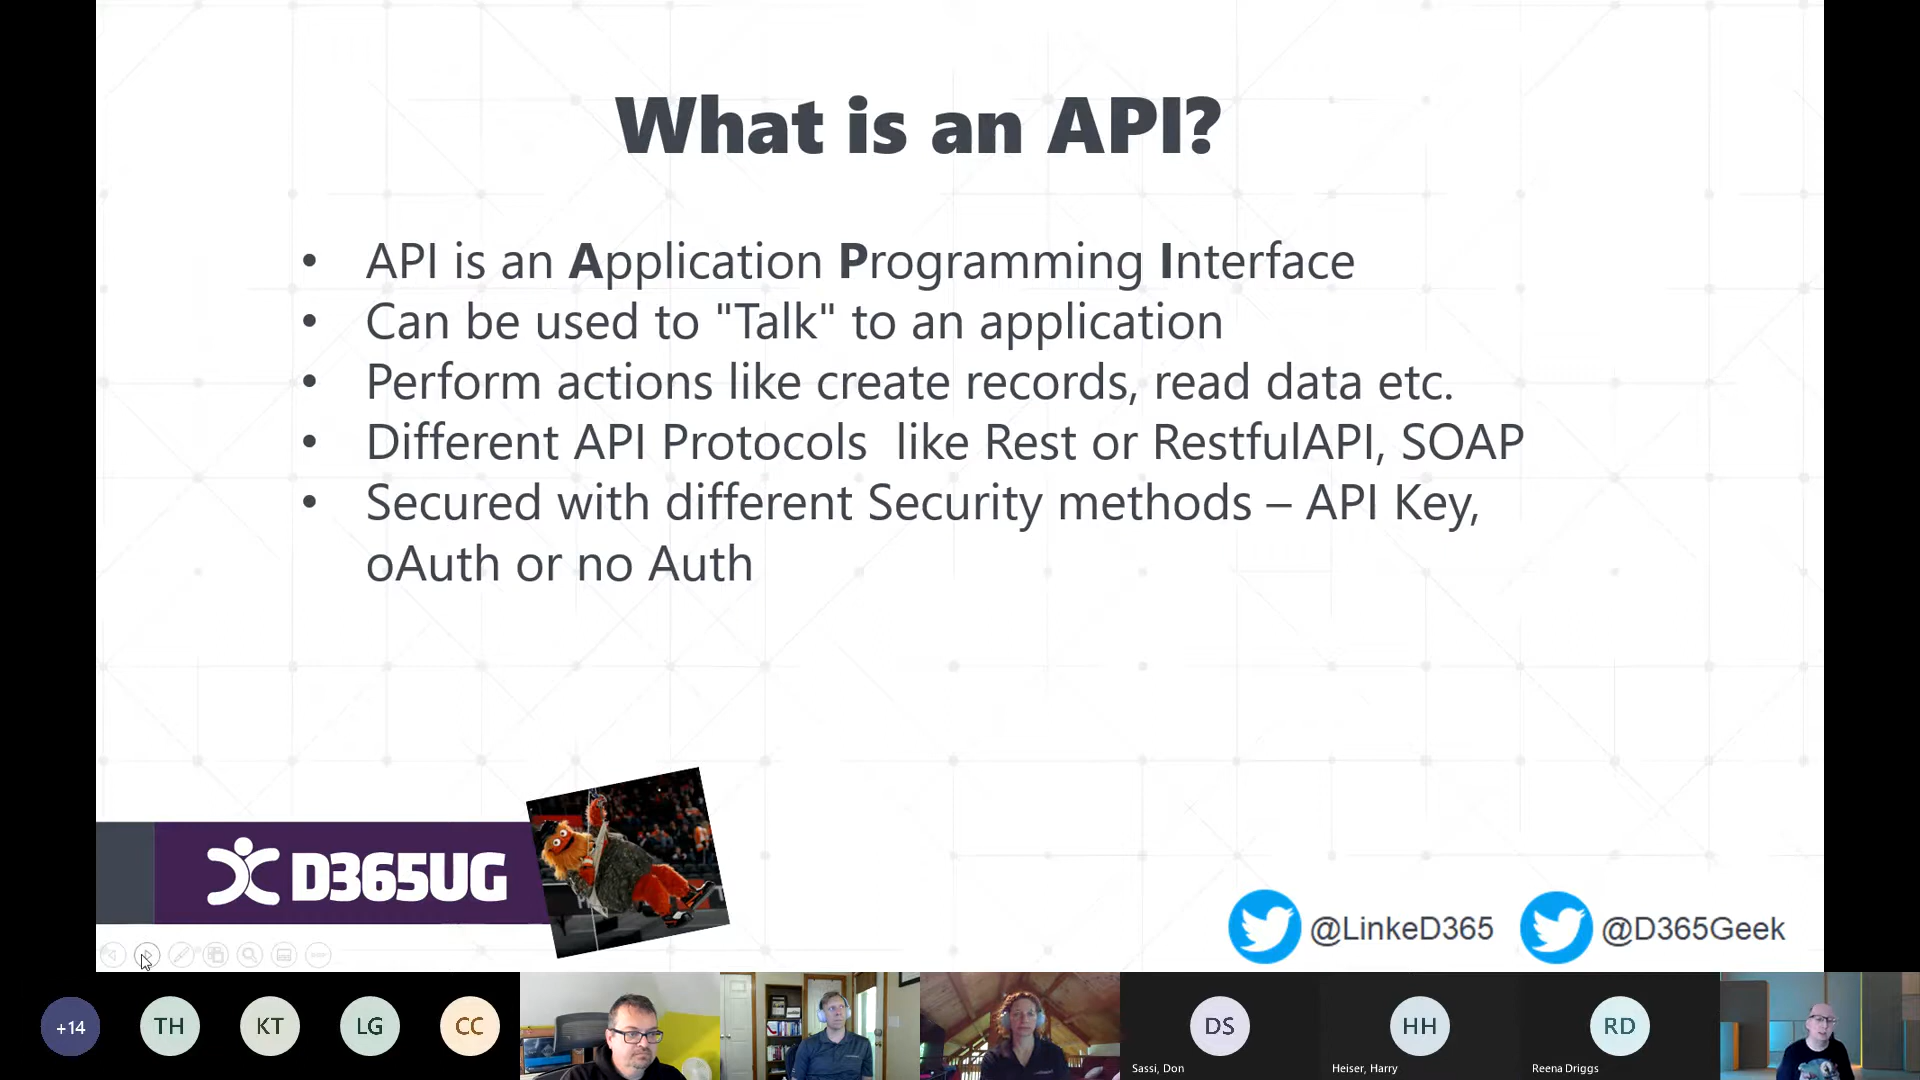 What is an API?
• API is an Application Programming Interface
• Can be used to "Talk" to an application
• Perform actions like create records, read data etc.
• Different API Protocols  like Rest or RestfulAPI, SOAP
• Secured with different Security methods – API Key,
oAuth or no Auth
D365UG
@LinkeD365
@D365Geek
+14
TH
KT
LG
CC
DS
HH
RD
Sassi, Don
Heiser, Harry
Reena Driggs